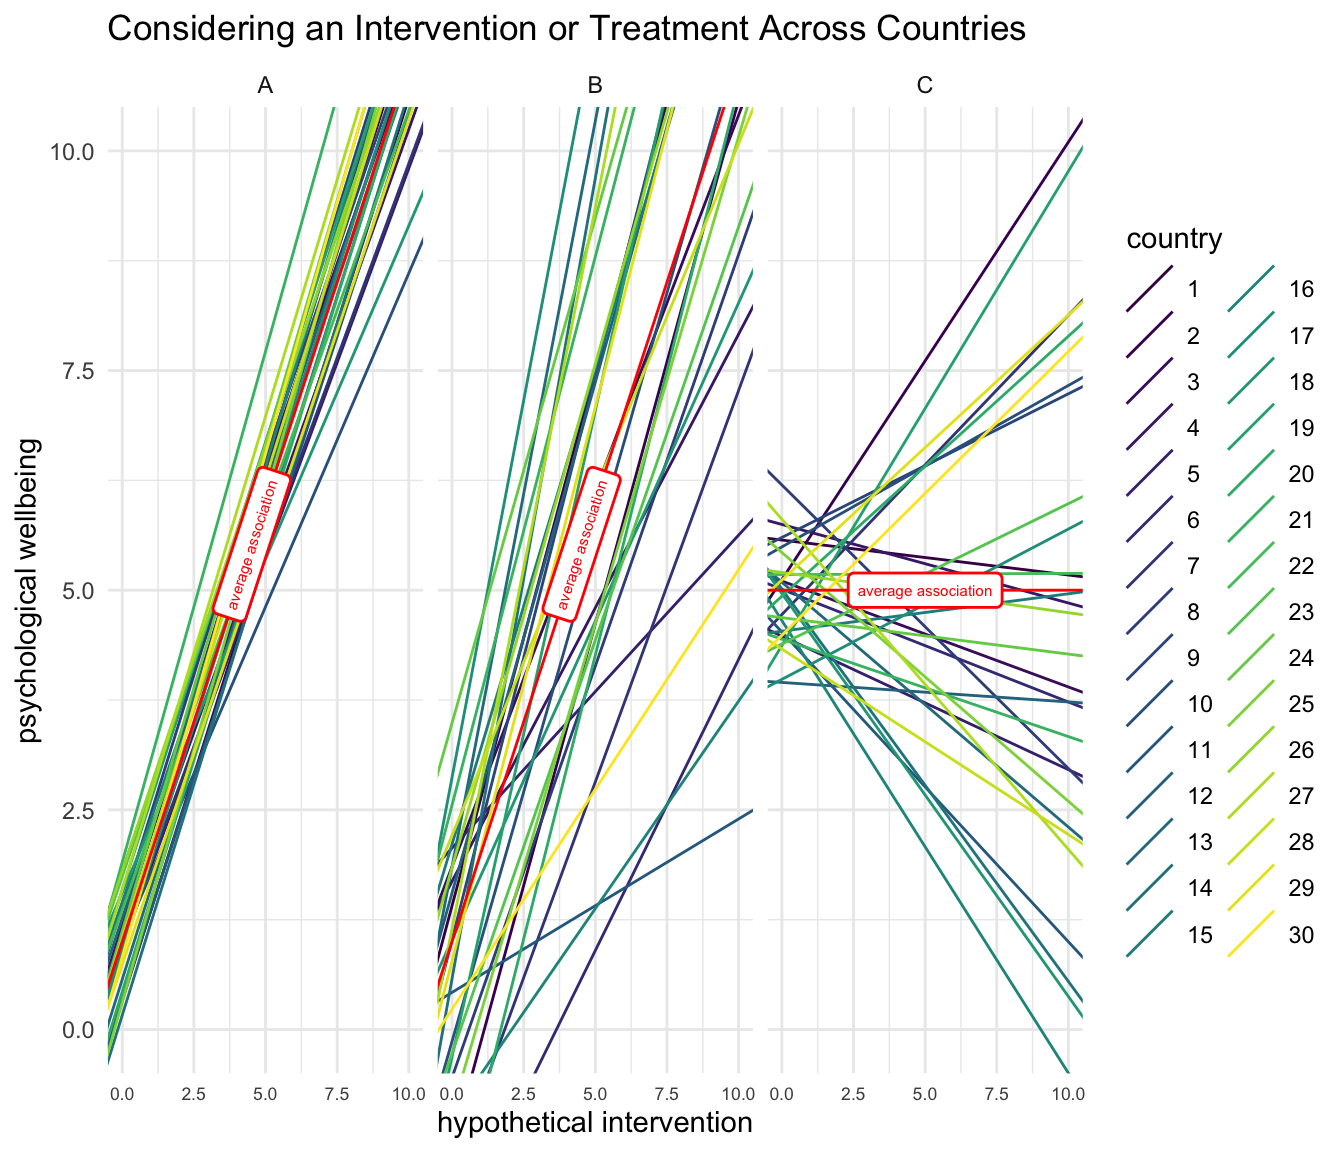 Considering an Intervention or Treatment Across Countries
A
B
C
psychological wellbeing
10.0
7.5
5.0
2.5
0.0
average association
average association
average association
0.0 2.5 5.0 7.5 10.0
0.0 2.5 5.0 7.5 10.0
0.0 2.5 5.0 7.5 10.0
hypothetical intervention
country
1
2
3
4
5
6
7
8
9
10
11
12
13
14
15
16
17
18
19
20
21
22
23
24
25
26
27
28
29
30